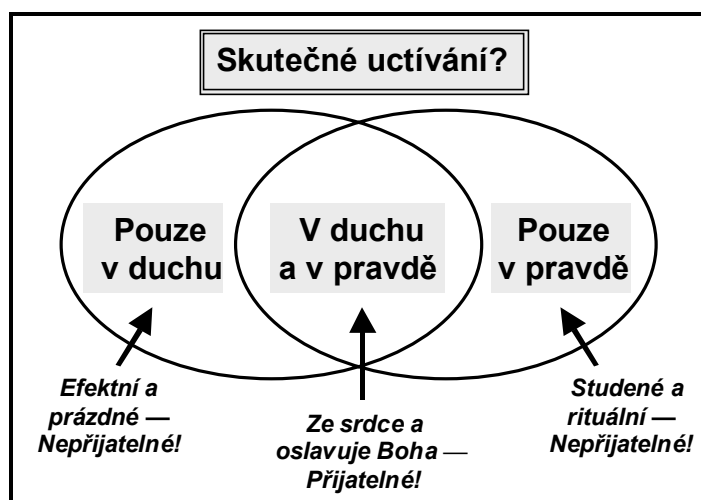 Skutečné uctívání?
Pouze
v duchu
V duchu
a v pravdě
Pouze
v pravdě
Efektní a
prázdné —
Nepřijatelné!
Ze srdce a
oslavuje Boha —
Přijatelné!
Studené a
rituální —
Nepřijatelné!